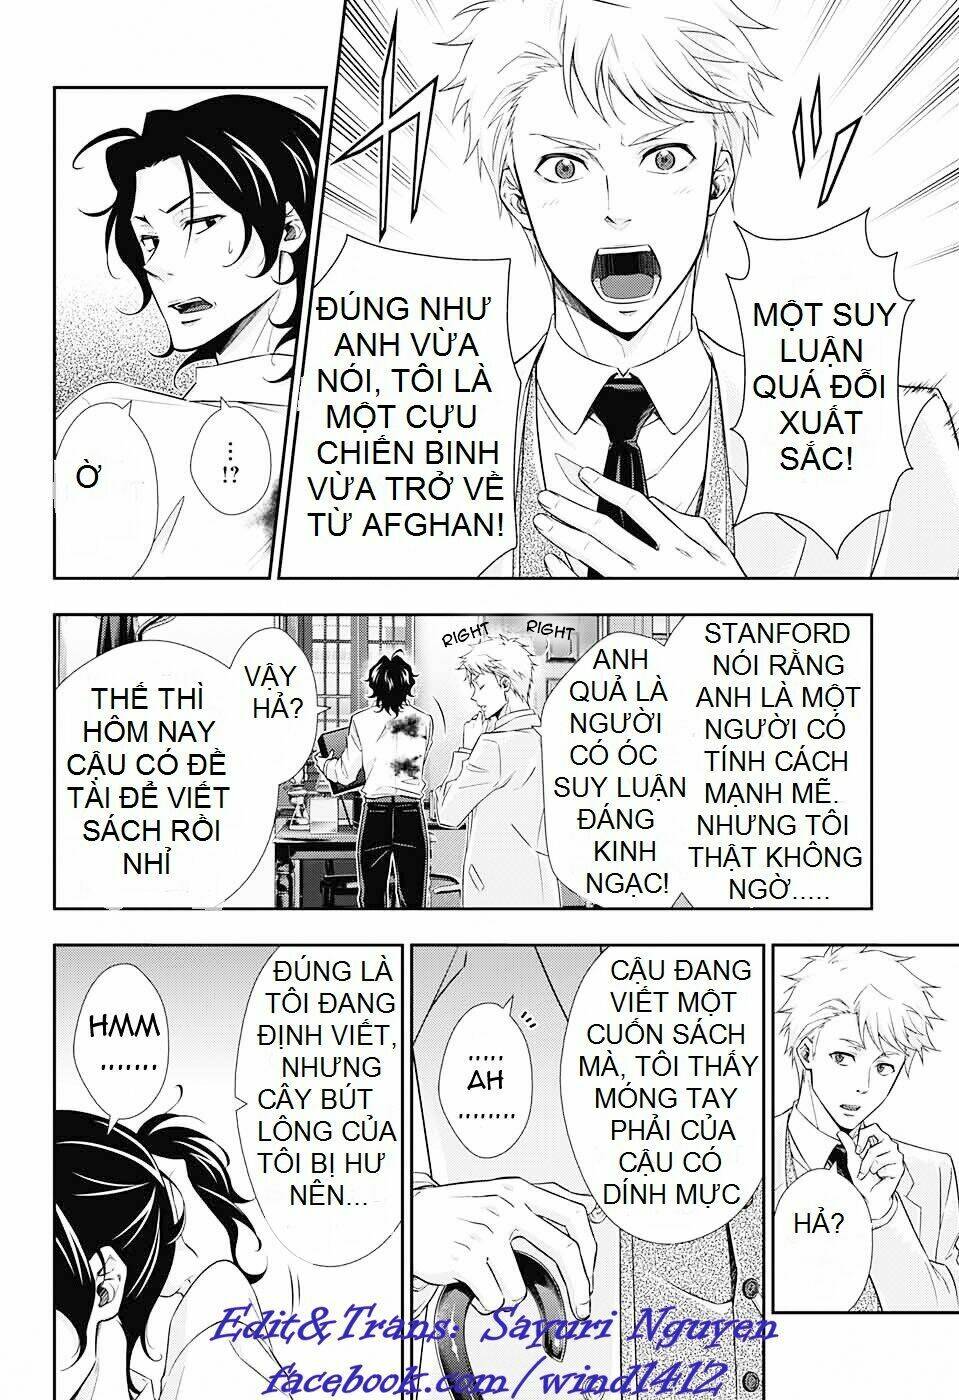 MỘT SUY
LUẬN
QUÁ ĐỖI
XUẤT
SẮC!
ĐÚNG NHƯ
ANH VỪA
NÓI, TÔI LÀ
MỘT CỰU
CHIẾN BINH
VỪA TRỞ VỀ
TỪ AFGHAN!
...!?
Ờ
STANFORD
NÓI RẰNG
ANH LÀ MỘT
NGƯỜI CÓ
TÍNH CÁCH
MẠNH MẼ.
NHƯNG TÔI
THẬT KHÔNG
NGỜ.....
ANH
QUẢ LÀ
NGƯỜI
CÓ ÓC
SUY LUẬN
ĐÁNG
KINH
NGẠC!
RIGHT
RIGHT
VẬY
HẢ?
THẾ THÌ
HÔM NAY
CẬU CÓ ĐỀ
TÀI ĐỂ VIẾT
SÁCH RỒI
NHỈ
HẢ?
CẬU ĐANG
VIẾT MỘT
CUỐN SÁCH
MÀ, TÔI THẤY
MÓNG TAY
PHẢI CỦA
CẬU CÓ
DÍNH MỰC
.....
AH
........
ĐÚNG LÀ
TÔI ĐANG
ĐỊNH VIẾT,
NHƯNG
CÂY BÚT
LÔNG CỦA
TÔI BỊ HƯ
NÊN...
HMM
.......
Edit&Trans: Sayuri Nguyen
facebook.com/wind1412